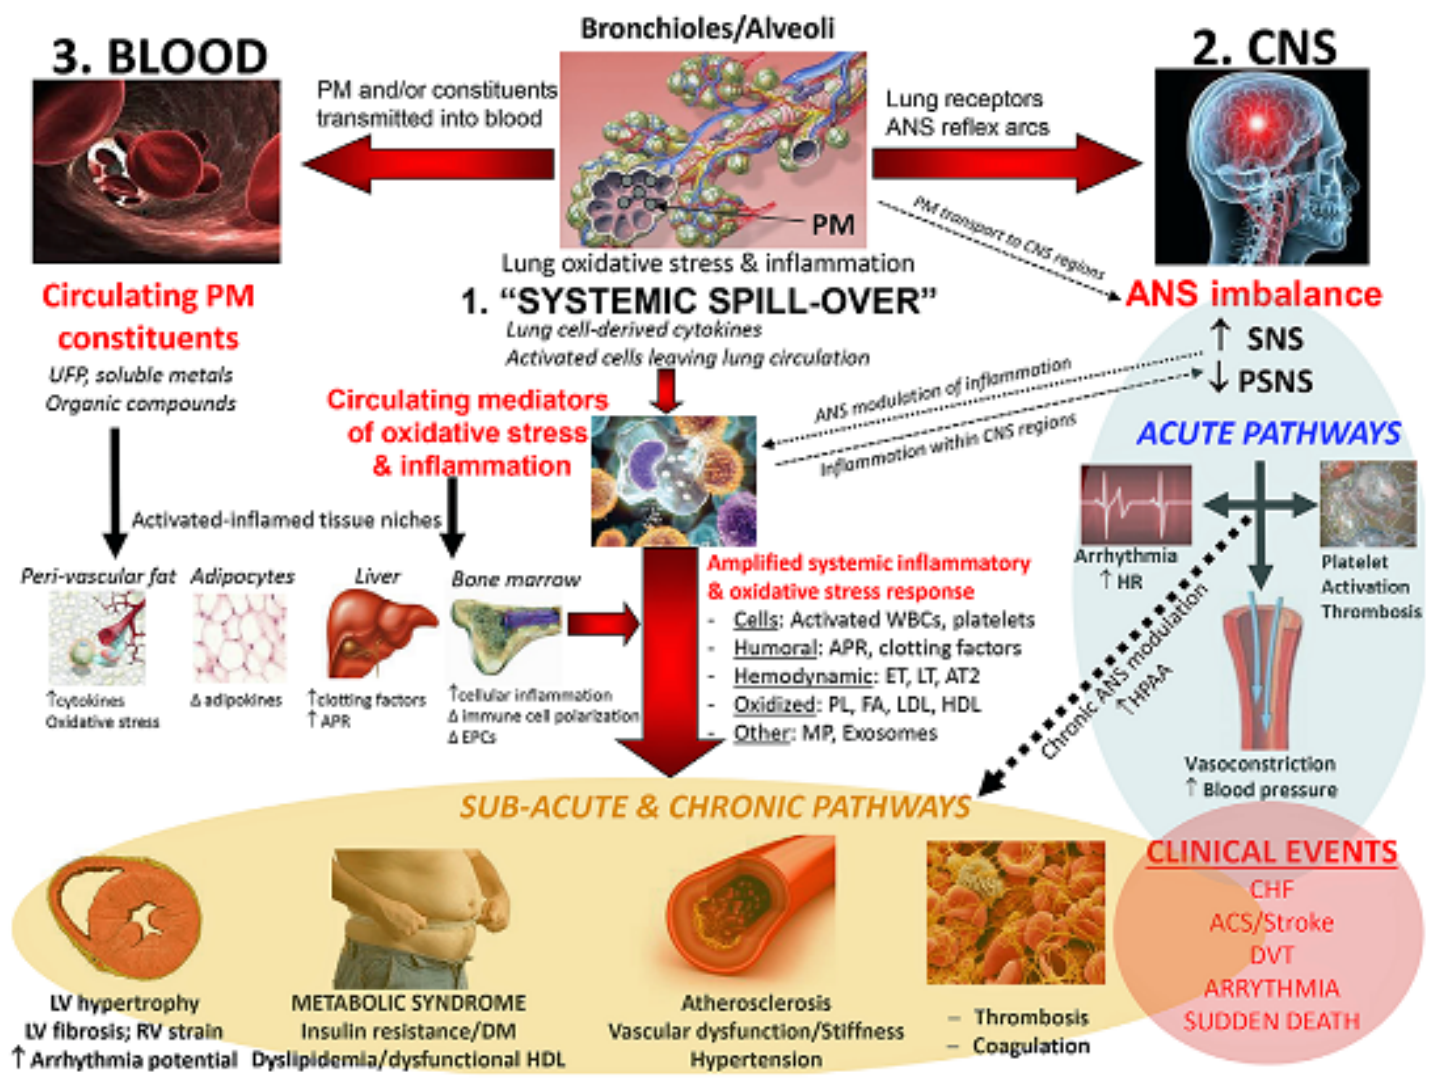 Bronchioles/Alveoli
3. BLOOD
2. CNS
PM and/or constituents
transmitted into blood
Lung receptors
ANS reflex arcs
PM
PM transport to CNS regions
Lung oxidative stress & inflammation
1. “SYSTEMIC SPILL-OVER”
Lung cell-derived cytokines
Activated cells leaving lung circulation
Circulating PM
constituents
UFP, soluble metals
Organic compounds
Circulating mediators
of oxidative stress
& inflammation
ANS imbalance
↑ SNS
↓ PSNS
ANS modulation of inflammation
Inflammation within CNS regions
ACUTE PATHWAYS
Arrhythmia
↑ HR
Platelet
Activation
Thrombosis
Vasoconstriction
↑ Blood pressure
Chronic ANS modulation
↑HPAA
Activated-inflamed tissue niches
Peri-vascular fat
↑cytokines
Oxidative stress
Adipocytes
Δ adipokines
Liver
↑clotting factors
↑ APR
Bone marrow
↑cellular inflammation
Δ immune cell polarization
Δ EPCs
Amplified systemic inflammatory
& oxidative stress response
- Cells: Activated WBCs, platelets
- Humoral: APR, clotting factors
- Hemodynamic: ET, LT, AT2
- Oxidized: PL, FA, LDL, HDL
- Other: MP, Exosomes
SUB-ACUTE & CHRONIC PATHWAYS
LV hypertrophy
LV fibrosis; RV strain
↑ Arrhythmia potential
METABOLIC SYNDROME
Insulin resistance/DM
Dyslipidemia/dysfunctional HDL
Atherosclerosis
Vascular dysfunction/Stiffness
Hypertension
– Thrombosis
– Coagulation
CLINICAL EVENTS
CHF
ACS/Stroke
DVT
ARRYTHMIA
SUDDEN DEATH